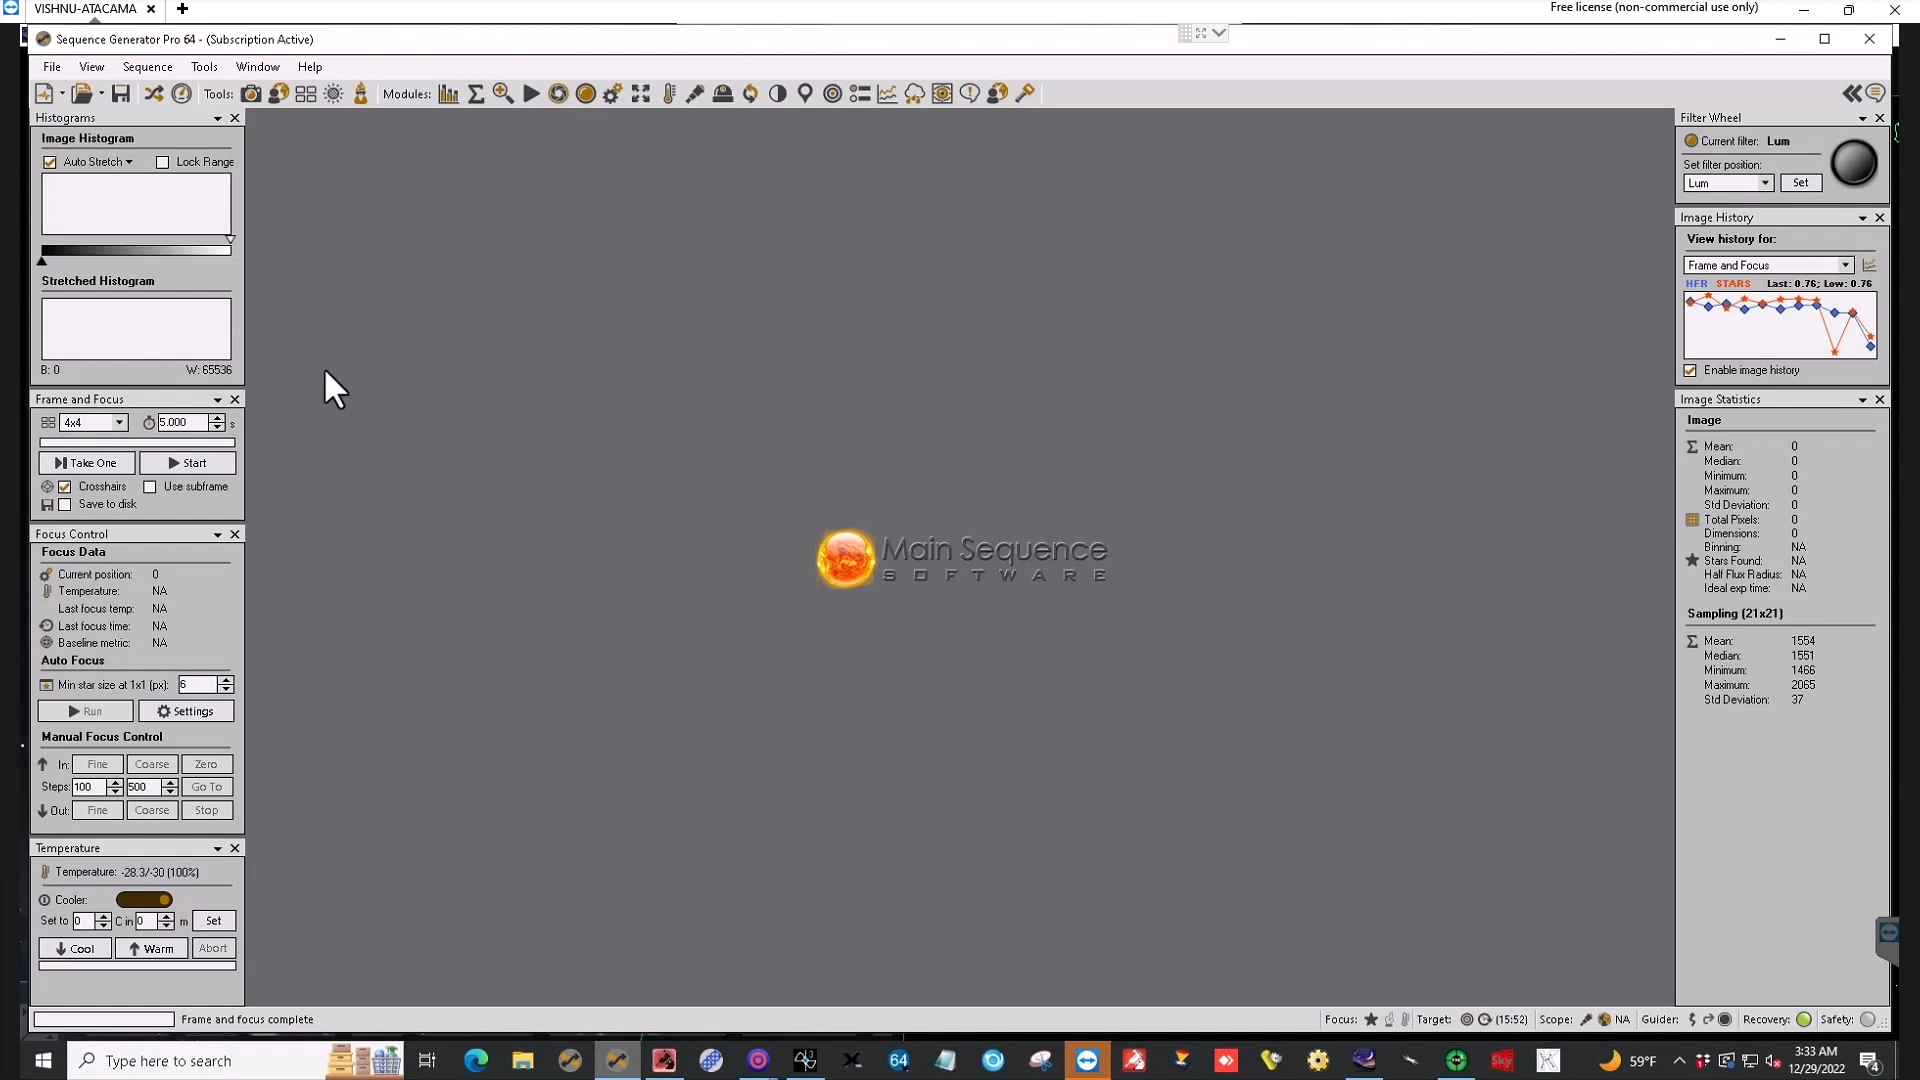 VISHNU-ATACAMA
Free license (non-commercial use only)
Sequence Generator Pro 64 - (Subscription Active)
File View Sequence Tools Window Help
Tools: Modules:
Histograms
Image Histogram
Auto Stretch Lock Range
Stretched Histogram
B: 0 W: 65536
Frame and Focus
4x4 5.000 s
Take One Start
Crosshairs Use subframe
Save to disk
Focus Control
Focus Data
Current position: 0
Temperature: NA
Last focus temp: NA
Last focus time: NA
Baseline metric: NA
Auto Focus
Min star size at 1x1 (px): 6
Run Settings
Manual Focus Control
In: Fine Coarse Zero
Steps: 100 500 Go To
Out: Fine Coarse Stop
Temperature
Temperature: -28.3/-30 (100%)
Cooler:
Set to 0 C in 0 m Set
Cool Warm Abort
Main Sequence
SOFTWARE
Filter Wheel
Current filter: Lum
Set filter position:
Lum Set
Image History
View history for:
Frame and Focus
HFR STARS Last: 0.76; Low: 0.76
Enable image history
Image Statistics
Image
Mean: 0
Median: 0
Minimum: 0
Maximum: 0
Std Deviation: 0
Total Pixels: 0
Dimensions: 0
Binning: NA
Stars Found: NA
Half Flux Radius: NA
Ideal exp time: NA
Sampling (21x21)
Mean: 1554
Median: 1551
Minimum: 1466
Maximum: 2065
Std Deviation: 37
Frame and focus complete
Focus: Target: (15:52) Scope: NA Guider: Recovery: Safety:
Type here to search
64
sky
K
59°F
3:33 AM
12/29/2022
4